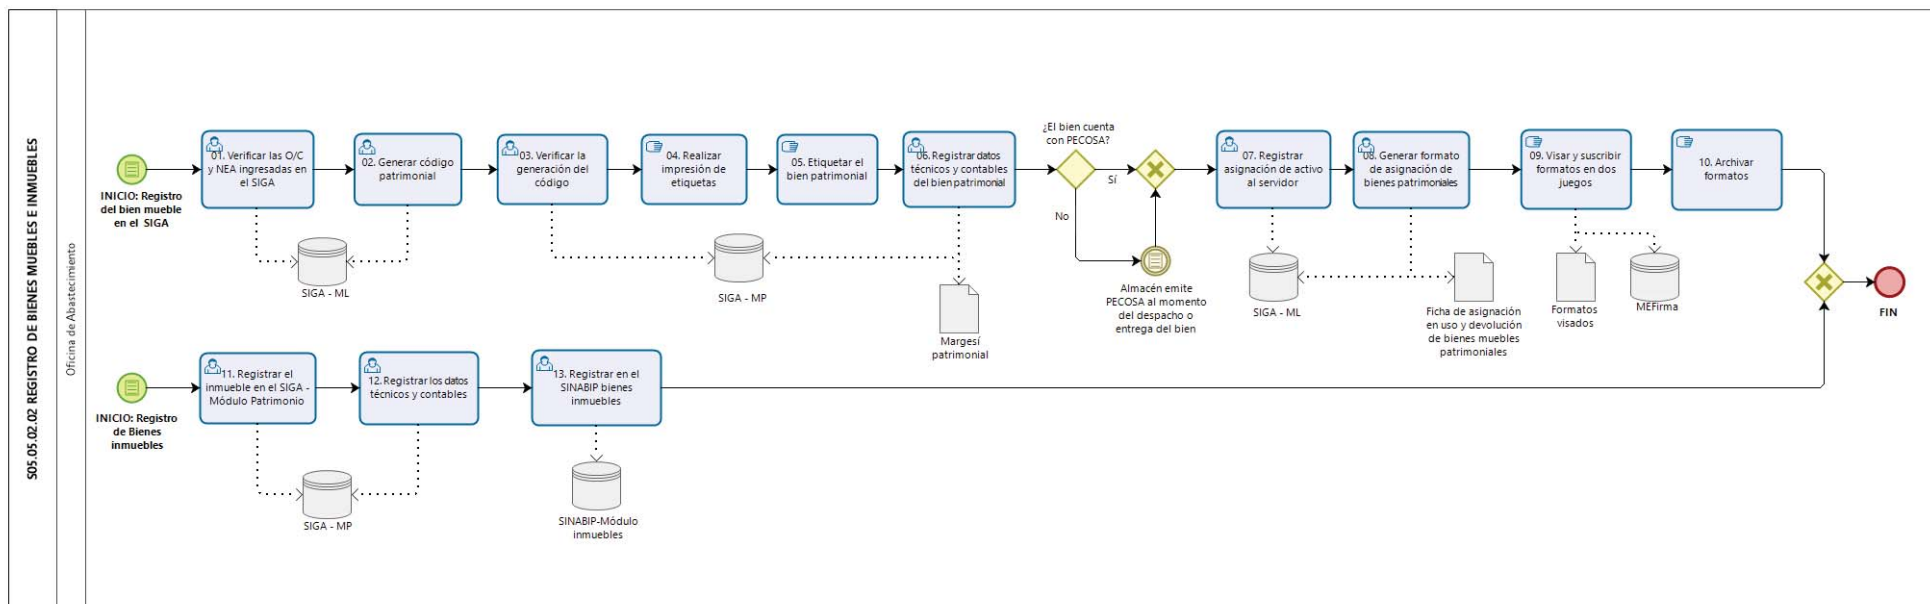 S05.05.02.02 REGISTRO DE BIENES MUEBLES E INMUEBLES
Oficina de Abastecimiento
INICIO: Registro
del bien mueble
en el SIGA
01. Verificar las O/C
y NEA ingresadas en
el SIGA
02. Generar código
patrimonial
SIGA - ML
03. Verificar la
generación del
código
04. Realizar
impresión de
etiquetas
05. Etiquetar el
bien patrimonial
06. Registrar datos
técnicos y contables
del bien patrimonial
SIGA - MP
Margesí
patrimonial
¿El bien cuenta
con PECOSA?
Sí
No
Almacén emite
PECOSA al momento
del despacho o
entrega del bien
07. Registrar
asignación de activo
al servidor
08. Generar formato
de asignación de
bienes patrimoniales
SIGA - ML
Ficha de asignación
en uso y devolución
de bienes muebles
patrimoniales
09. Visar y suscribir
formatos en dos
juegos
Formatos
visados
MEFirma
10. Archivar
formatos
FIN
INICIO: Registro
de Bienes
inmuebles
11. Registrar el
inmueble en el SIGA -
Módulo Patrimonio
12. Registrar los datos
técnicos y contables
SIGA - MP
13. Registrar en el
SINABIP bienes
inmuebles
SINABIP-Módulo
inmuebles